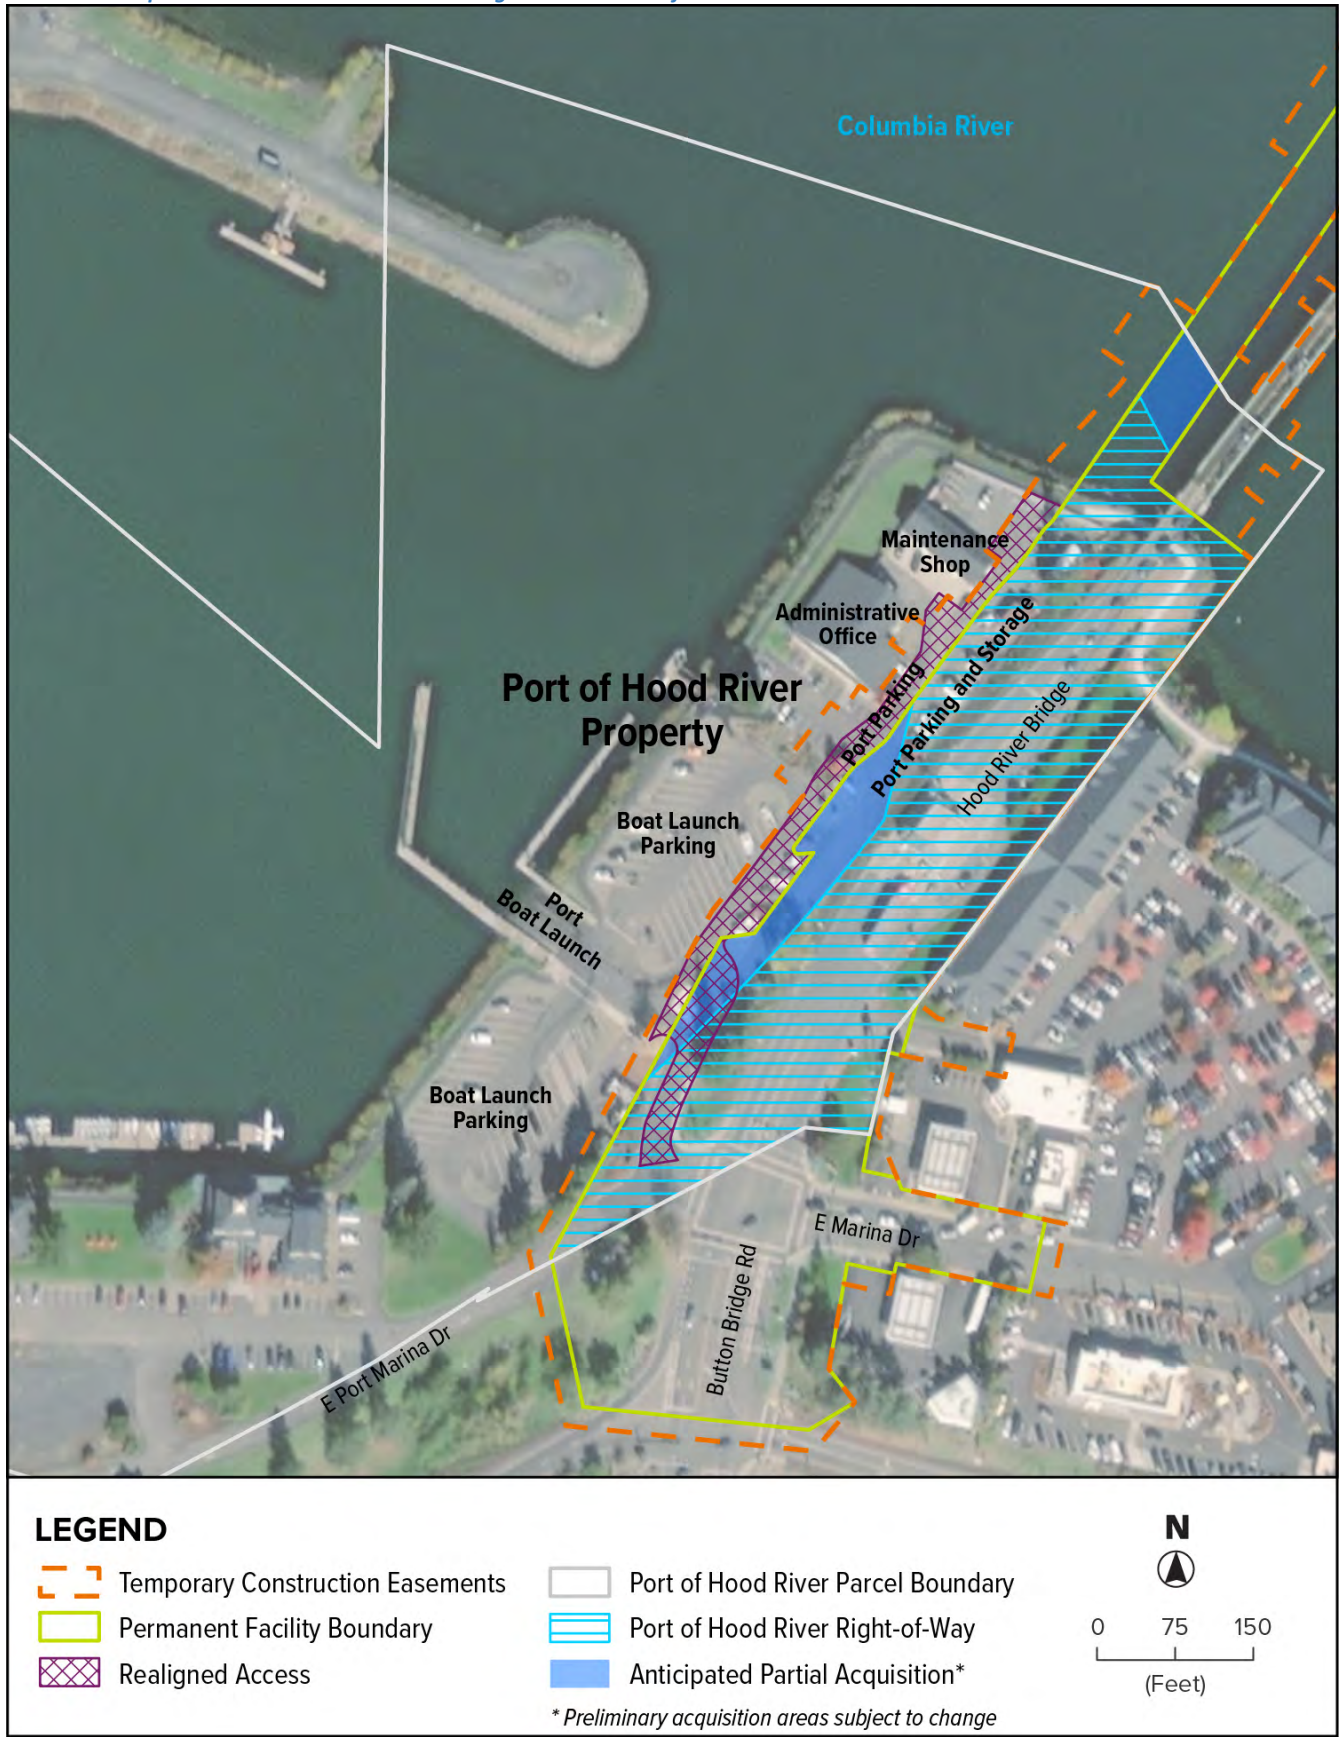 Columbia River
Maintenance
Shop
Administrative
Office
Port of Hood River
Property
Port Parking
Port Parking and Storage
Hood River Bridge
Boat Launch
Parking
Port
Boat Launch
Boat Launch
Parking
E Marina Dr
Button Bridge Rd
E Port Marina Dr
LEGEND
Temporary Construction Easements
Permanent Facility Boundary
Realigned Access
Port of Hood River Parcel Boundary
Port of Hood River Right-of-Way
Anticipated Partial Acquisition*
* Preliminary acquisition areas subject to change
N
0 75 150
(Feet)